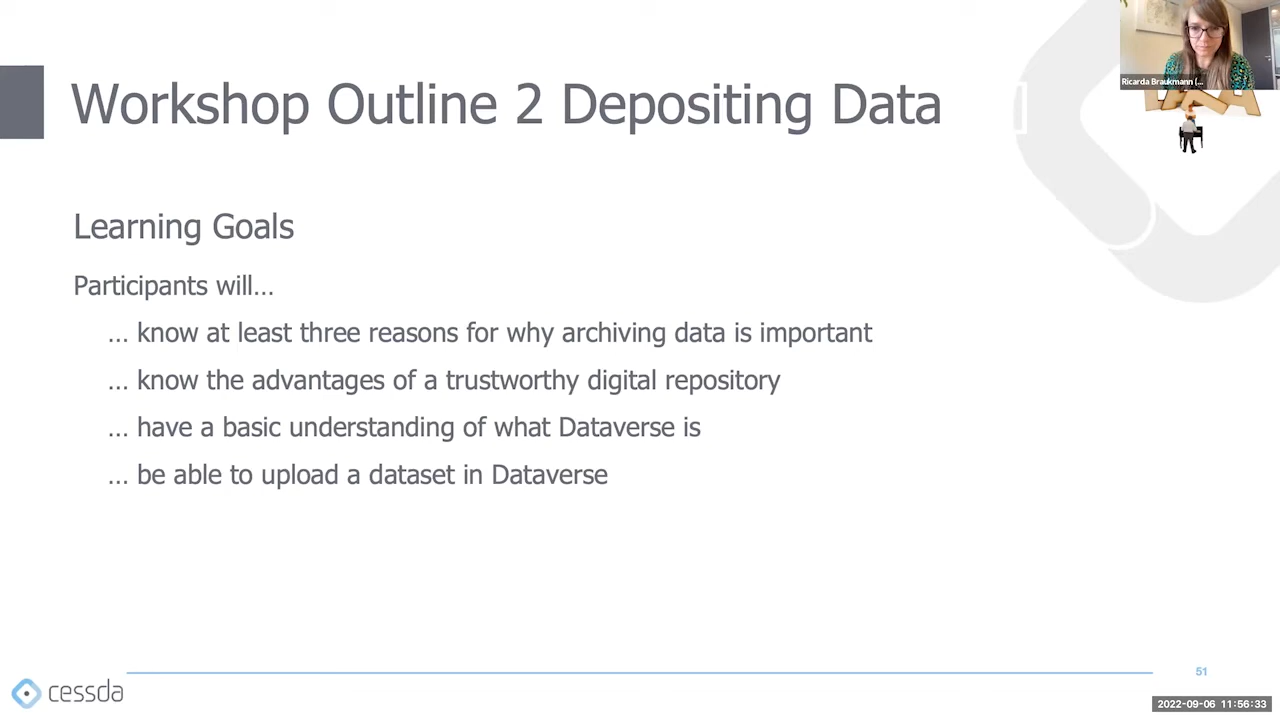 Workshop Outline 2 Depositing Data
Ricarda Braukmann (...
Learning Goals
Participants will...
... know at least three reasons for why archiving data is important
... know the advantages of a trustworthy digital repository
... have a basic understanding of what Dataverse is
... be able to upload a dataset in Dataverse
51
cessda
2022-09-06 11:56:33